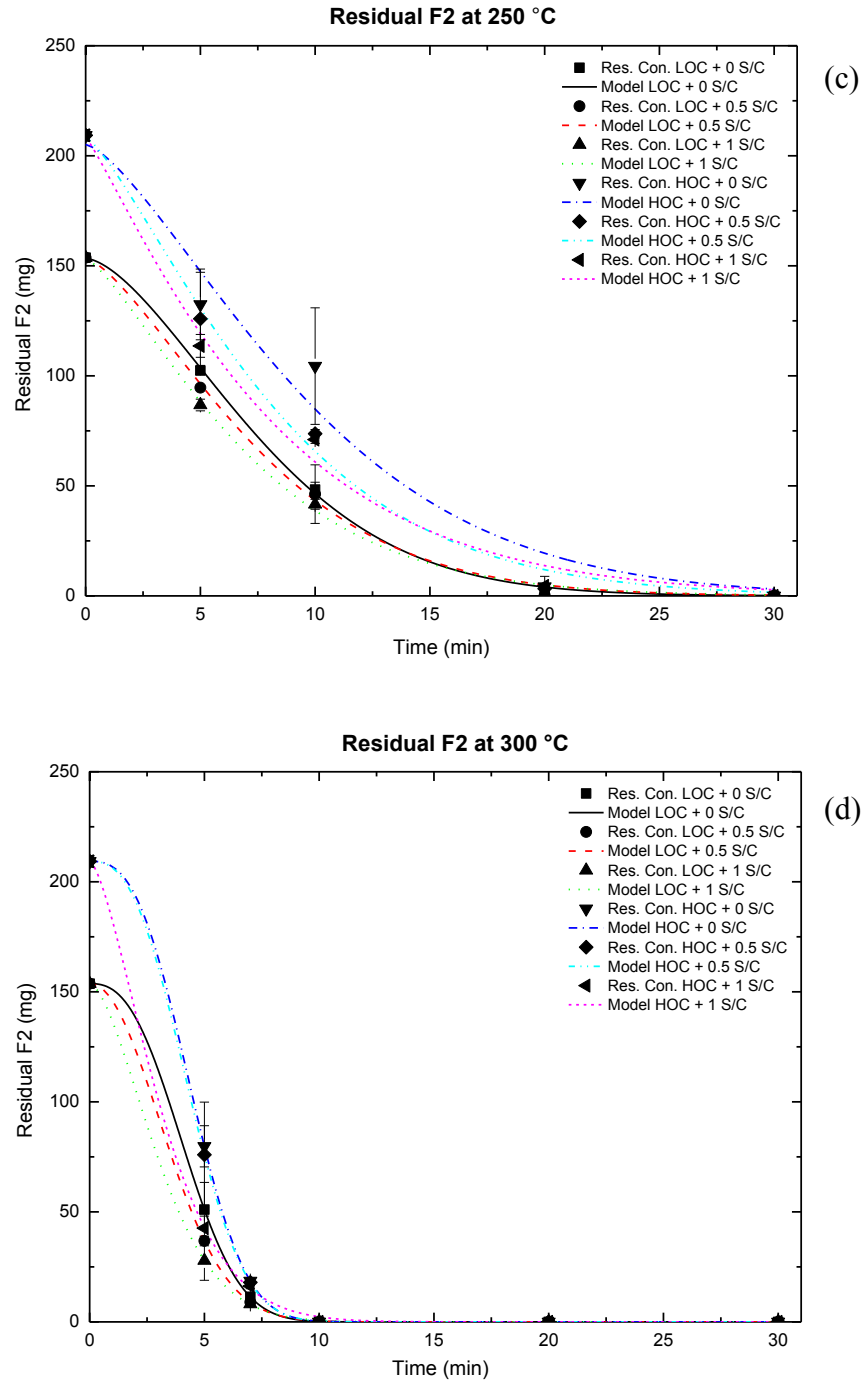 Residual F2 at 250 °C
(c)
250
200
150
100
50
0
Residual F2 (mg)
Res. Con. LOC + 0 S/C
Model LOC + 0 S/C
Res. Con. LOC + 0.5 S/C
Model LOC + 0.5 S/C
Res. Con. LOC + 1 S/C
Model LOC + 1 S/C
Res. Con. HOC + 0 S/C
Model HOC + 0 S/C
Res. Con. HOC + 0.5 S/C
Model HOC + 0.5 S/C
Res. Con. HOC + 1 S/C
Model HOC + 1 S/C
0 5 10 15 20 25 30
Time (min)
Residual F2 at 300 °C
(d)
250
200
150
100
50
0
Residual F2 (mg)
Res. Con. LOC + 0 S/C
Model LOC + 0 S/C
Res. Con. LOC + 0.5 S/C
Model LOC + 0.5 S/C
Res. Con. LOC + 1 S/C
Model LOC + 1 S/C
Res. Con. HOC + 0 S/C
Model HOC + 0 S/C
Res. Con. HOC + 0.5 S/C
Model HOC + 0.5 S/C
Res. Con. HOC + 1 S/C
Model HOC + 1 S/C
0 5 10 15 20 25 30
Time (min)